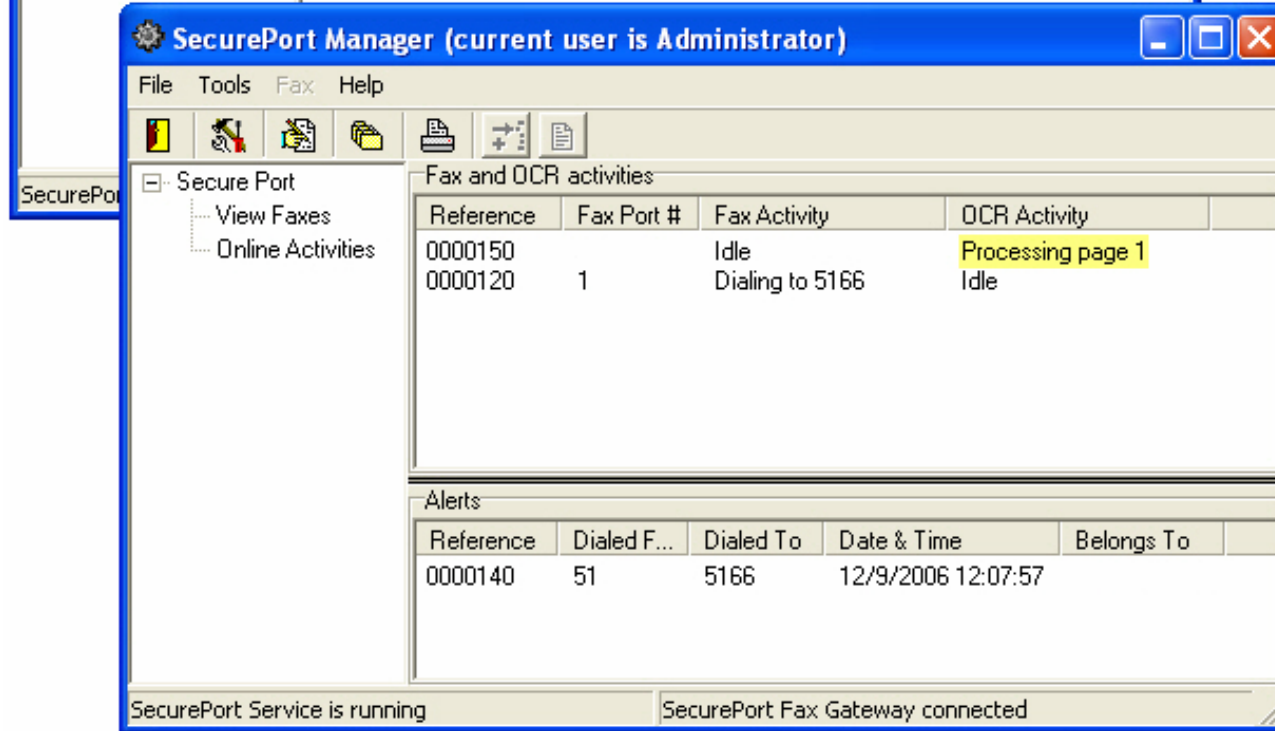 SecurePort Manager (current user is Administrator)
File Tools Fax Help
SecurePo
Secure Port
View Faxes
Online Activities
Fax and OCR activities
Reference Fax Port # Fax Activity OCR Activity
0000150 Idle Processing page 1
0000120 1 Dialing to 5166 Idle
Alerts
Reference Dialed F... Dialed To Date & Time Belongs To
0000140 51 5166 12/9/2006 12:07:57
SecurePort Service is running SecurePort Fax Gateway connected